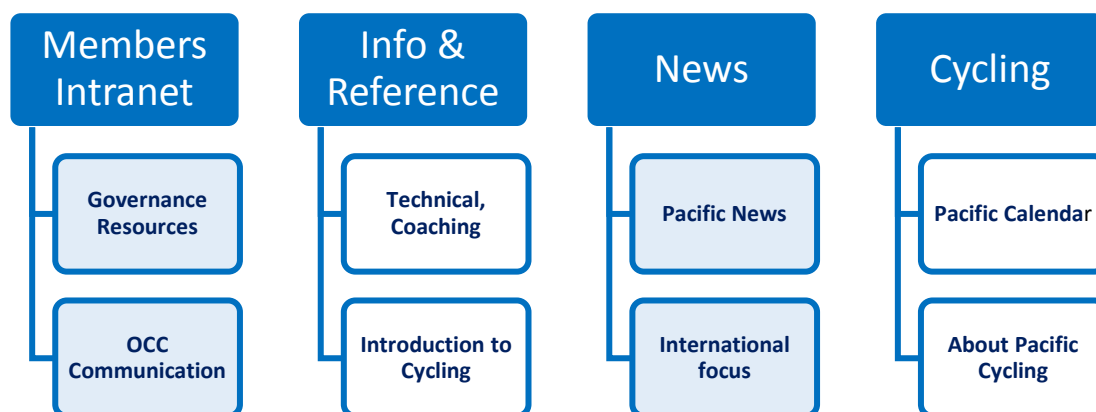 Members
Intranet
Governance
Resources
OCC
Communication
Info &
Reference
Technical,
Coaching
Introduction to
Cycling
News
Pacific News
International
focus
Cycling
Pacific Calendar
About Pacific
Cycling